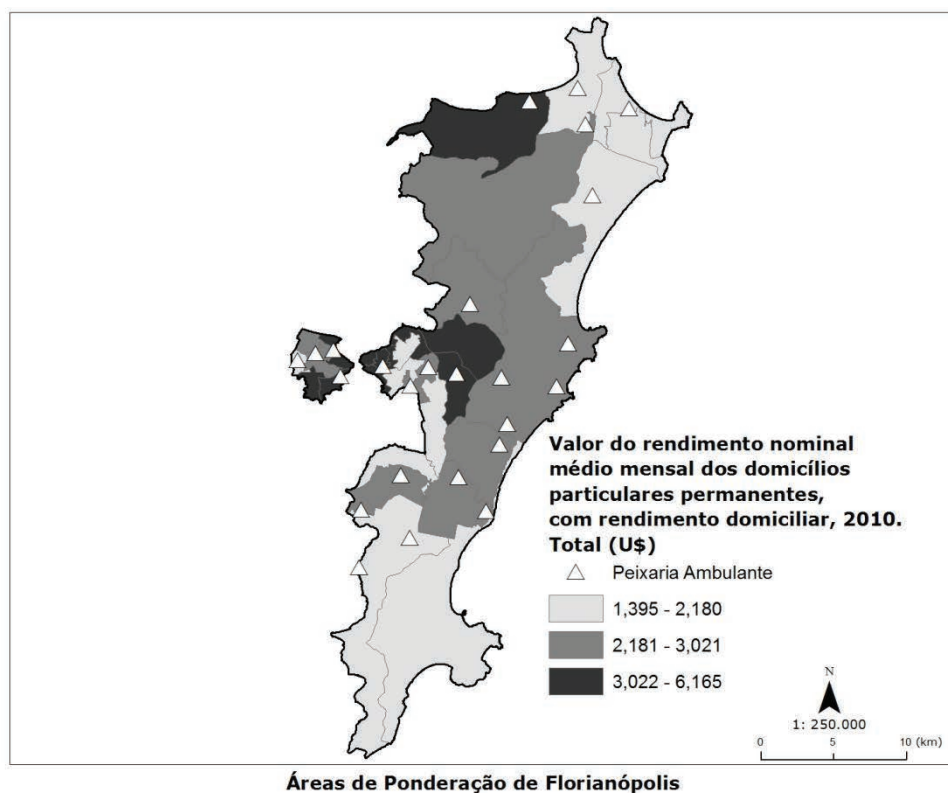 Valor do rendimento nominal
médio mensal dos domicílios
particulares permanentes,
com rendimento domiciliar, 2010.
Total (U$)
Peixaria Ambulante
1,395 - 2,180
2,181 - 3,021
3,022 - 6,165
N
1: 250.000
0 5 10 (km)
Áreas de Ponderação de Florianópolis